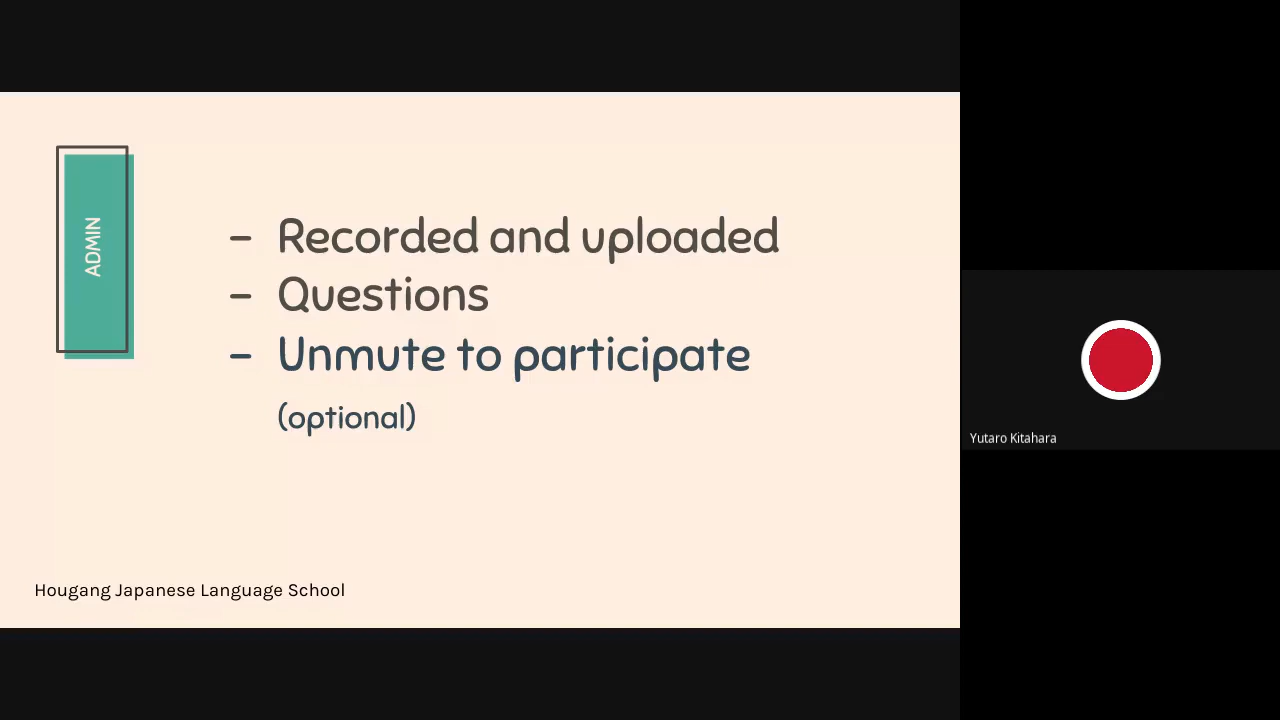 ADMIN
- Recorded and uploaded
- Questions
- Unmute to participate
(optional)
Hougang Japanese Language School
Yutaro Kitahara